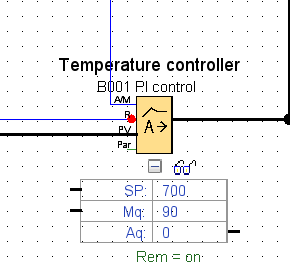 Temperature controller
B001 PI control
A/M
R
PV
Par
A→
SP: 700
Mq: 90
Aq: 0
Rem = on